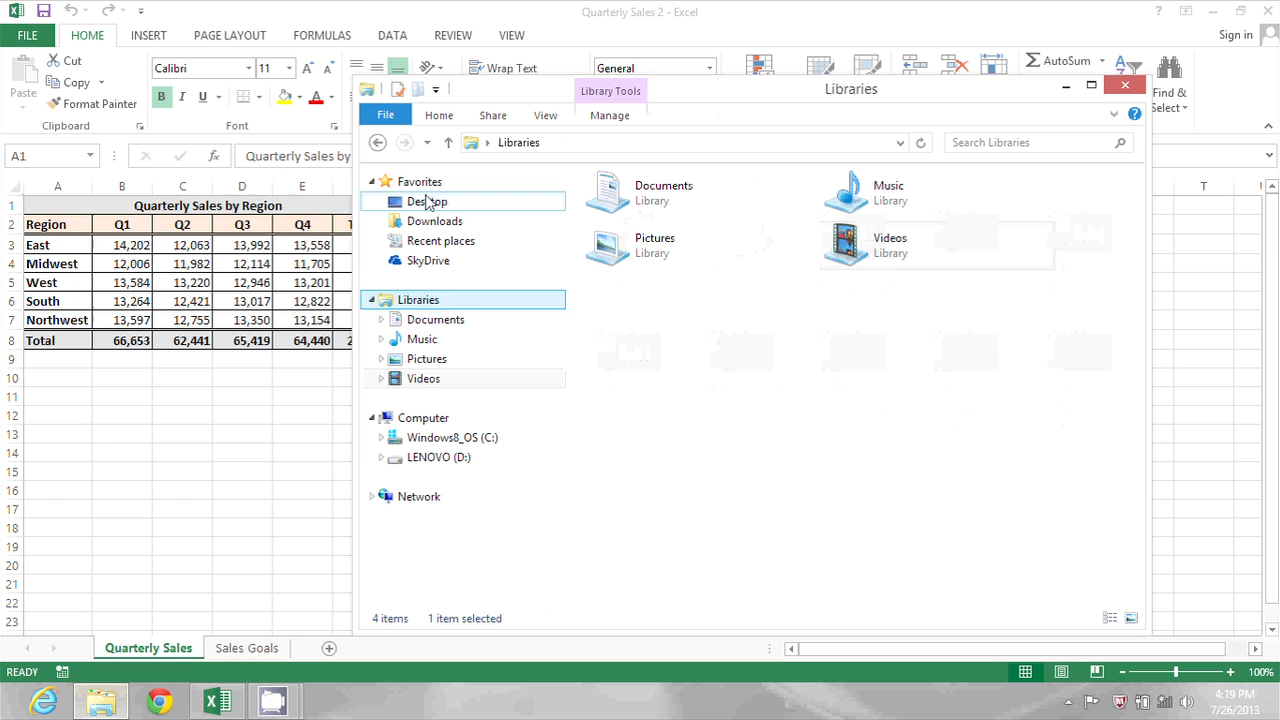 Quarterly Sales 2 - Excel
FILE HOME INSERT PAGE LAYOUT FORMULAS DATA REVIEW VIEW Sign in
Paste Cut Copy Format Painter
Calibri 11
B I U A
Wrap Text General AutoSum
Find & Select
Clipboard Font
A1 fx Quarterly Sales by
A B C D E T
1 Quarterly Sales by Region
2 Region Q1 Q2 Q3 Q4 T
3 East 14,202 12,063 13,992 13,558
4 Midwest 12,006 11,982 12,114 11,705
5 West 13,584 13,220 12,946 13,201
6 South 13,264 12,421 13,017 12,822
7 Northwest 13,597 12,755 13,350 13,154
8 Total 66,653 62,441 65,419 64,440 2
9
10
11
12
13
14
15
16
17
18
19
20
21
22
23
Library Tools Libraries
File Home Share View Manage
Libraries Search Libraries
Favorites
Desktop
Downloads
Recent places
SkyDrive
Libraries
Documents
Music
Pictures
Videos
Computer
Windows8_OS (C:)
LENOVO (D:)
Network
Documents
Library
Music
Library
Pictures
Library
Videos
Library
4 items 1 item selected
Quarterly Sales Sales Goals
READY 100%
4:19 PM
7/26/2013